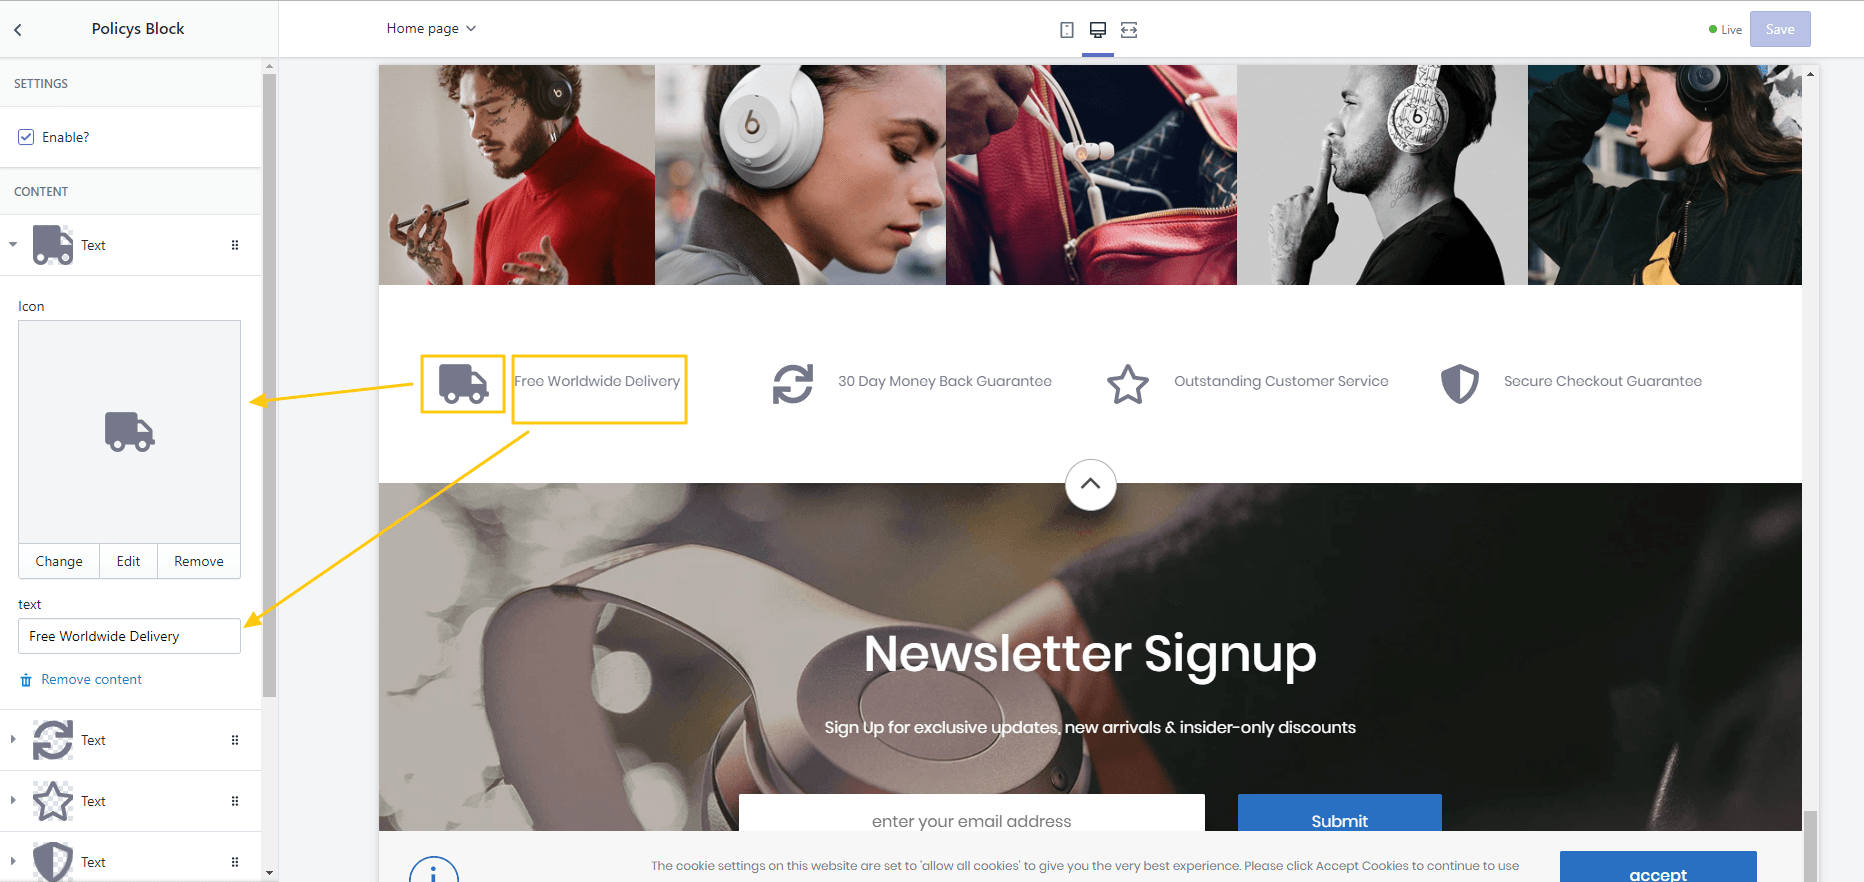 Policys Block
Home page
Live
Save
SETTINGS
Enable?
CONTENT
Text
Icon
Change
Edit
Remove
text
Free Worldwide Delivery
Remove content
Text
Text
Text
Free Worldwide Delivery
30 Day Money Back Guarantee
Outstanding Customer Service
Secure Checkout Guarantee
Newsletter Signup
Sign Up for exclusive updates, new arrivals & insider-only discounts
enter your email address
Submit
The cookie settings on this website are set to 'allow all cookies' to give you the very best experience. Please click Accept Cookies to continue to use
accept